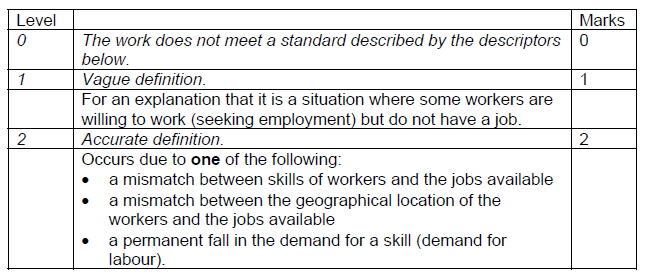 Level Marks
0 The work does not meet a standard described by the descriptors 0
below.
1 Vague definition. 1
For an explanation that it is a situation where some workers are
willing to work (seeking employment) but do not have a job.
2 Accurate definition. 2
Occurs due to one of the following:
• a mismatch between skills of workers and the jobs available
• a mismatch between the geographical location of the
workers and the jobs available
• a permanent fall in the demand for a skill (demand for
labour).